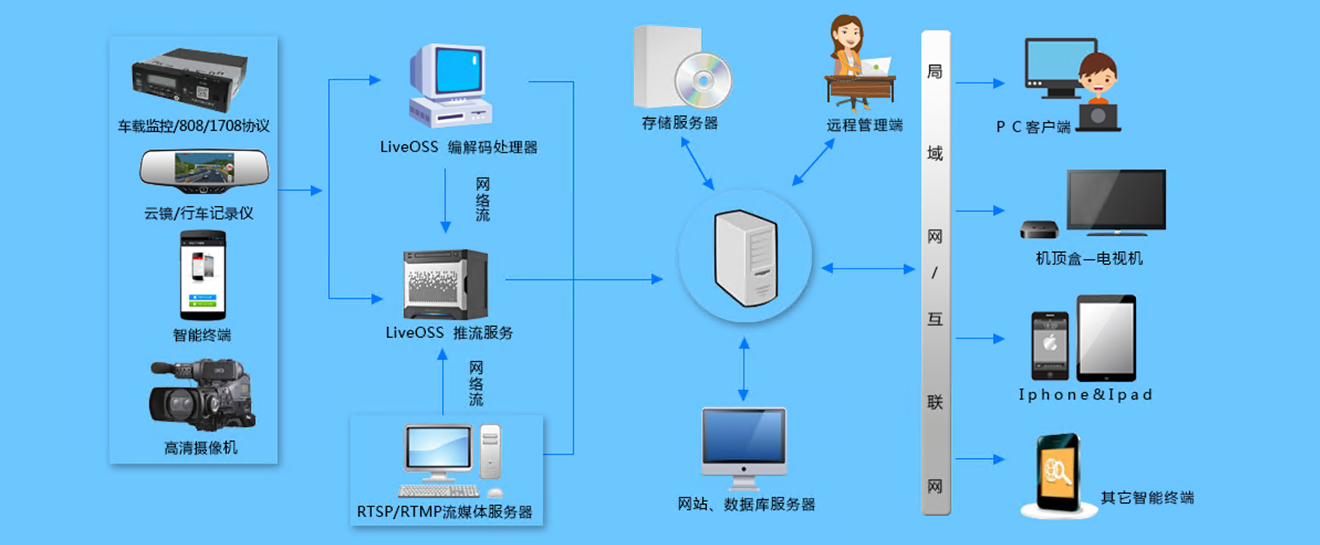 车载监控/808/1708协议
云镜/行车记录仪
智能终端
高清摄像机
LiveOSS 编解码处理器
网络流
LiveOSS 推流服务
网络流
RTSP/RTMP流媒体服务器
存储服务器
远程管理端
网站、数据库服务器
局域网/互联网
PC客户端
机顶盒—电视机
Iphone&Ipad
其它智能终端